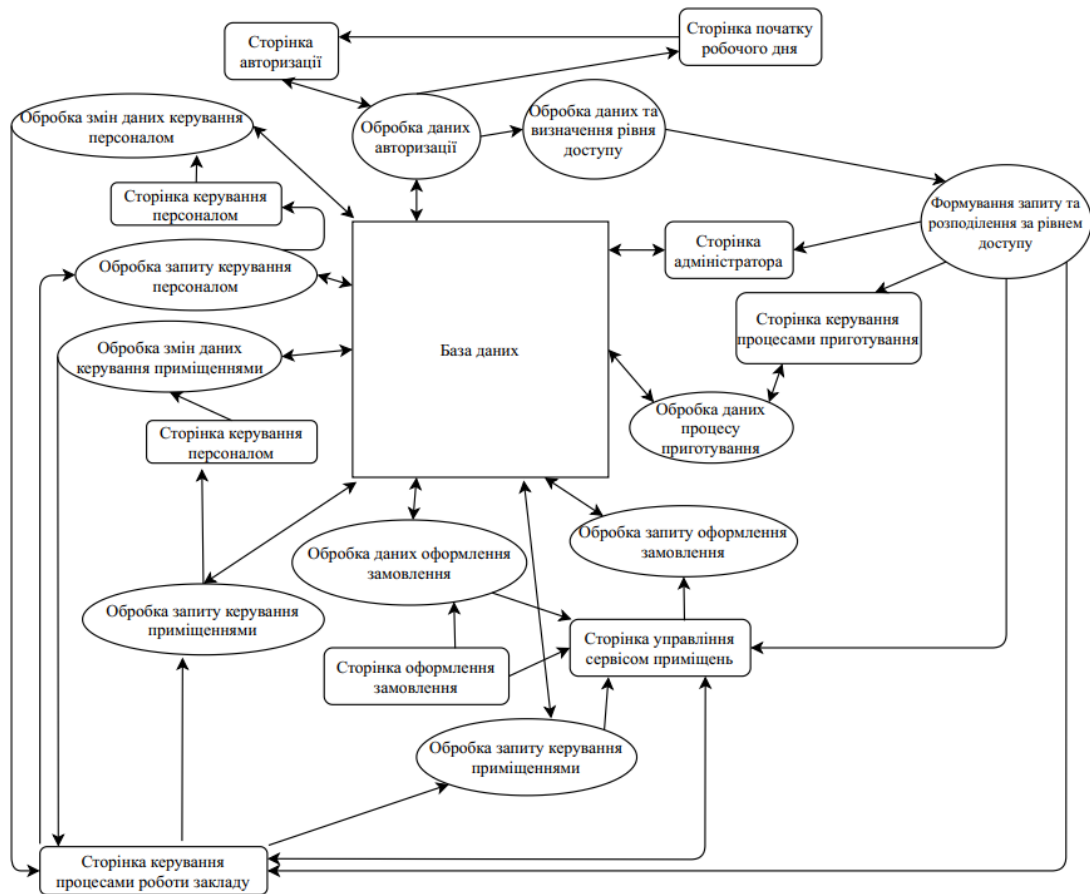 Сторінка початку
робочого дня
Сторінка
авторизації
Обробка змін даних керування
персоналом
Обробка даних
авторизації
Обробка даних та
визначення рівня
доступу
Сторінка керування
персоналом
Формування запиту та
розподілення за рівнем
доступу
Сторінка
адміністратора
Обробка запиту керування
персоналом
Сторінка керування
процесами приготування
База даних
Обробка змін даних
керування приміщеннями
Обробка даних
процесу
приготування
Сторінка керування
персоналом
Обробка запиту оформлення
замовлення
Обробка даних оформлення
замовлення
Обробка запиту керування
приміщеннями
Сторінка управління
сервісом приміщень
Сторінка оформлення
замовлення
Обробка запиту керування
приміщеннями
Сторінка керування
процесами роботи закладу